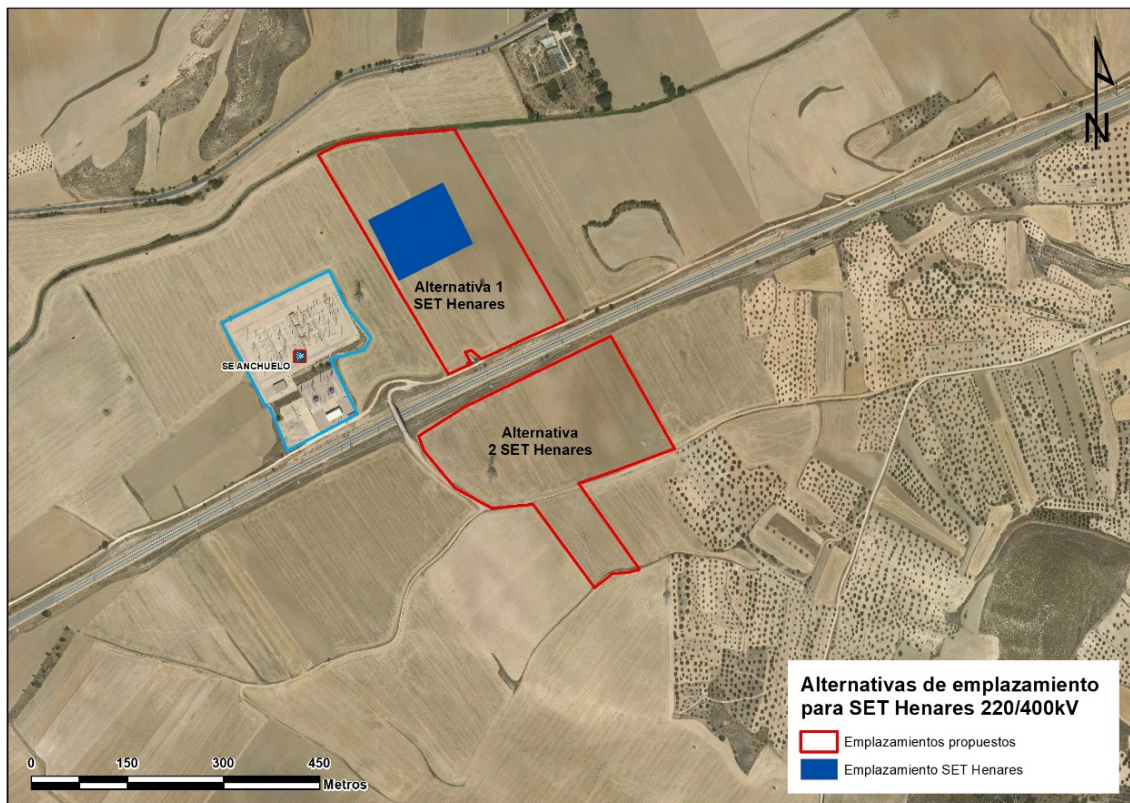 N
Alternativa 1
SET Henares
SE ANCHUELO
Alternativa
2 SET Henares
Alternativas de emplazamiento
para SET Henares 220/400kV
Emplazamientos propuestos
Emplazamiento SET Henares
0 150 300 450
Metros